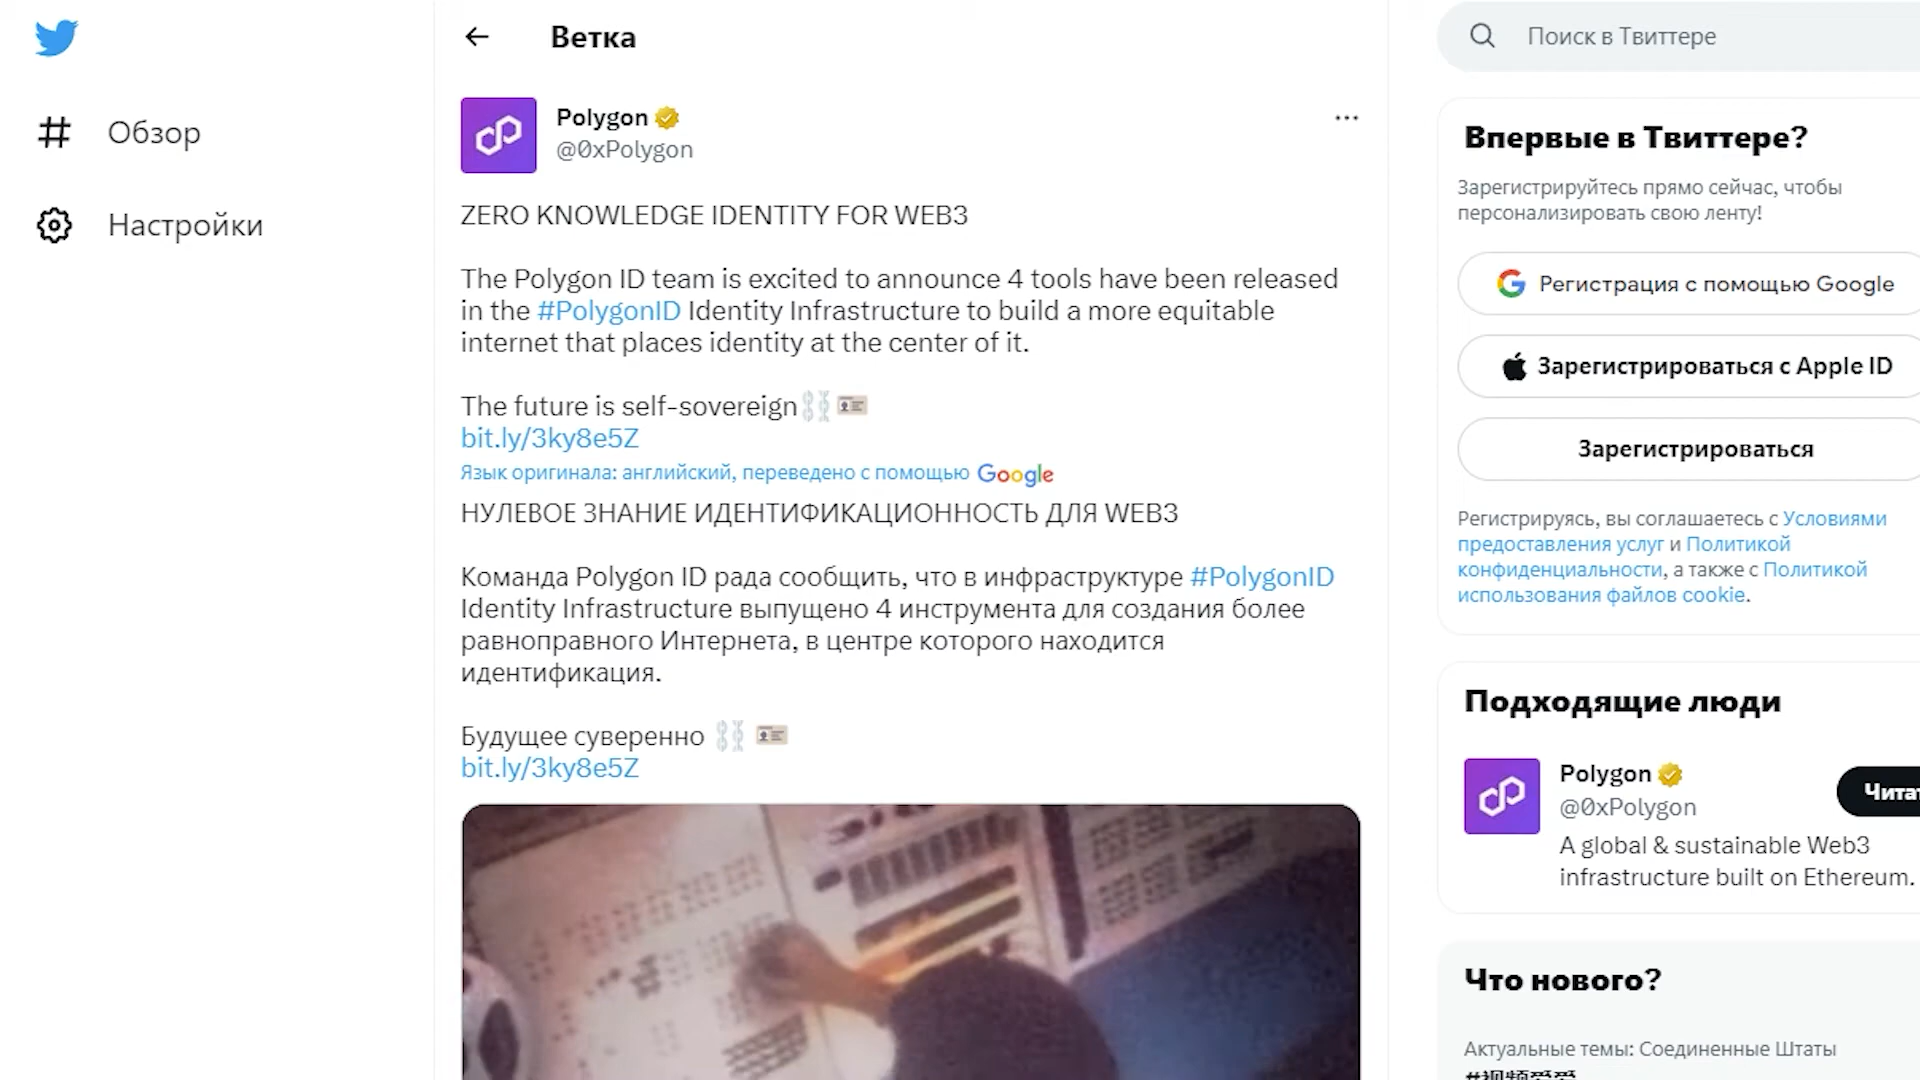 Ветка
Обзор
Настройки
Polygon
@0xPolygon
ZERO KNOWLEDGE IDENTITY FOR WEB3
The Polygon ID team is excited to announce 4 tools have been released
in the #PolygonID Identity Infrastructure to build a more equitable
internet that places identity at the center of it.
The future is self-sovereign
bit.ly/3ky8e5Z
Язык оригинала: английский, переведено с помощью Google
НУЛЕВОЕ ЗНАНИЕ ИДЕНТИФИКАЦИОННОСТЬ ДЛЯ WEB3
Команда Polygon ID рада сообщить, что в инфраструктуре #PolygonID
Identity Infrastructure выпущено 4 инструмента для создания более
равноправного Интернета, в центре которого находится
идентификация.
Будущее суверенно
bit.ly/3ky8e5Z
Поиск в Твиттере
Впервые в Твиттере?
Зарегистрируйтесь прямо сейчас, чтобы
персонализировать свою ленту!
Регистрация с помощью Google
Зарегистрироваться с Apple ID
Зарегистрироваться
Регистрируясь, вы соглашаетесь с Условиями
предоставления услуг и Политикой
конфиденциальности, а также с Политикой
использования файлов cookie.
Подходящие люди
Polygon
@0xPolygon
Читат
A global & sustainable Web3
infrastructure built on Ethereum.
Что нового?
Актуальные темы: Соединенные Штаты